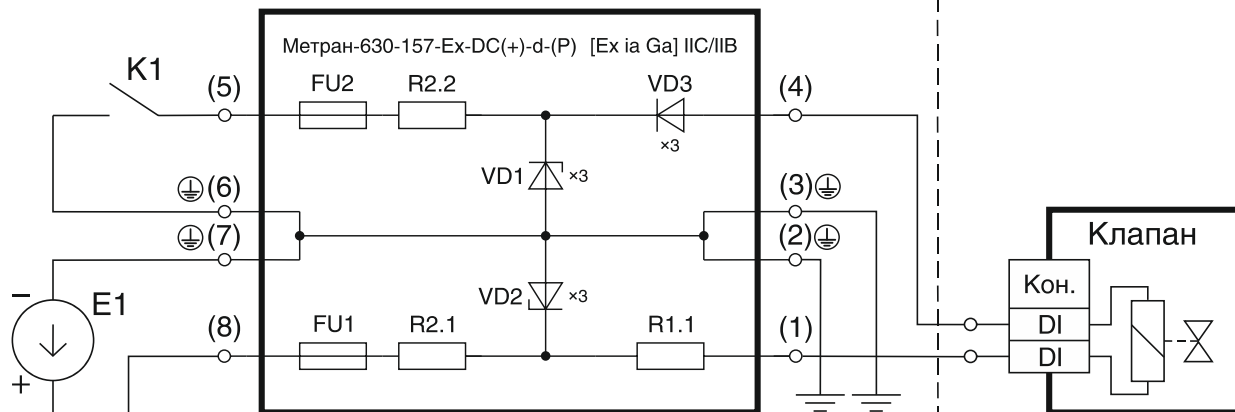 Метран-630-157-Ex-DC(+)-d-(P) [Ex ia Ga] IIC/IIB
K1
(5)
FU2
R2.2
VD3
×3
(4)
VD1
×3
(6)
(3)
(7)
(2)
Клапан
Кон.
DI
DI
VD2
×3
–
E1
+
(8)
FU1
R2.1
R1.1
(1)